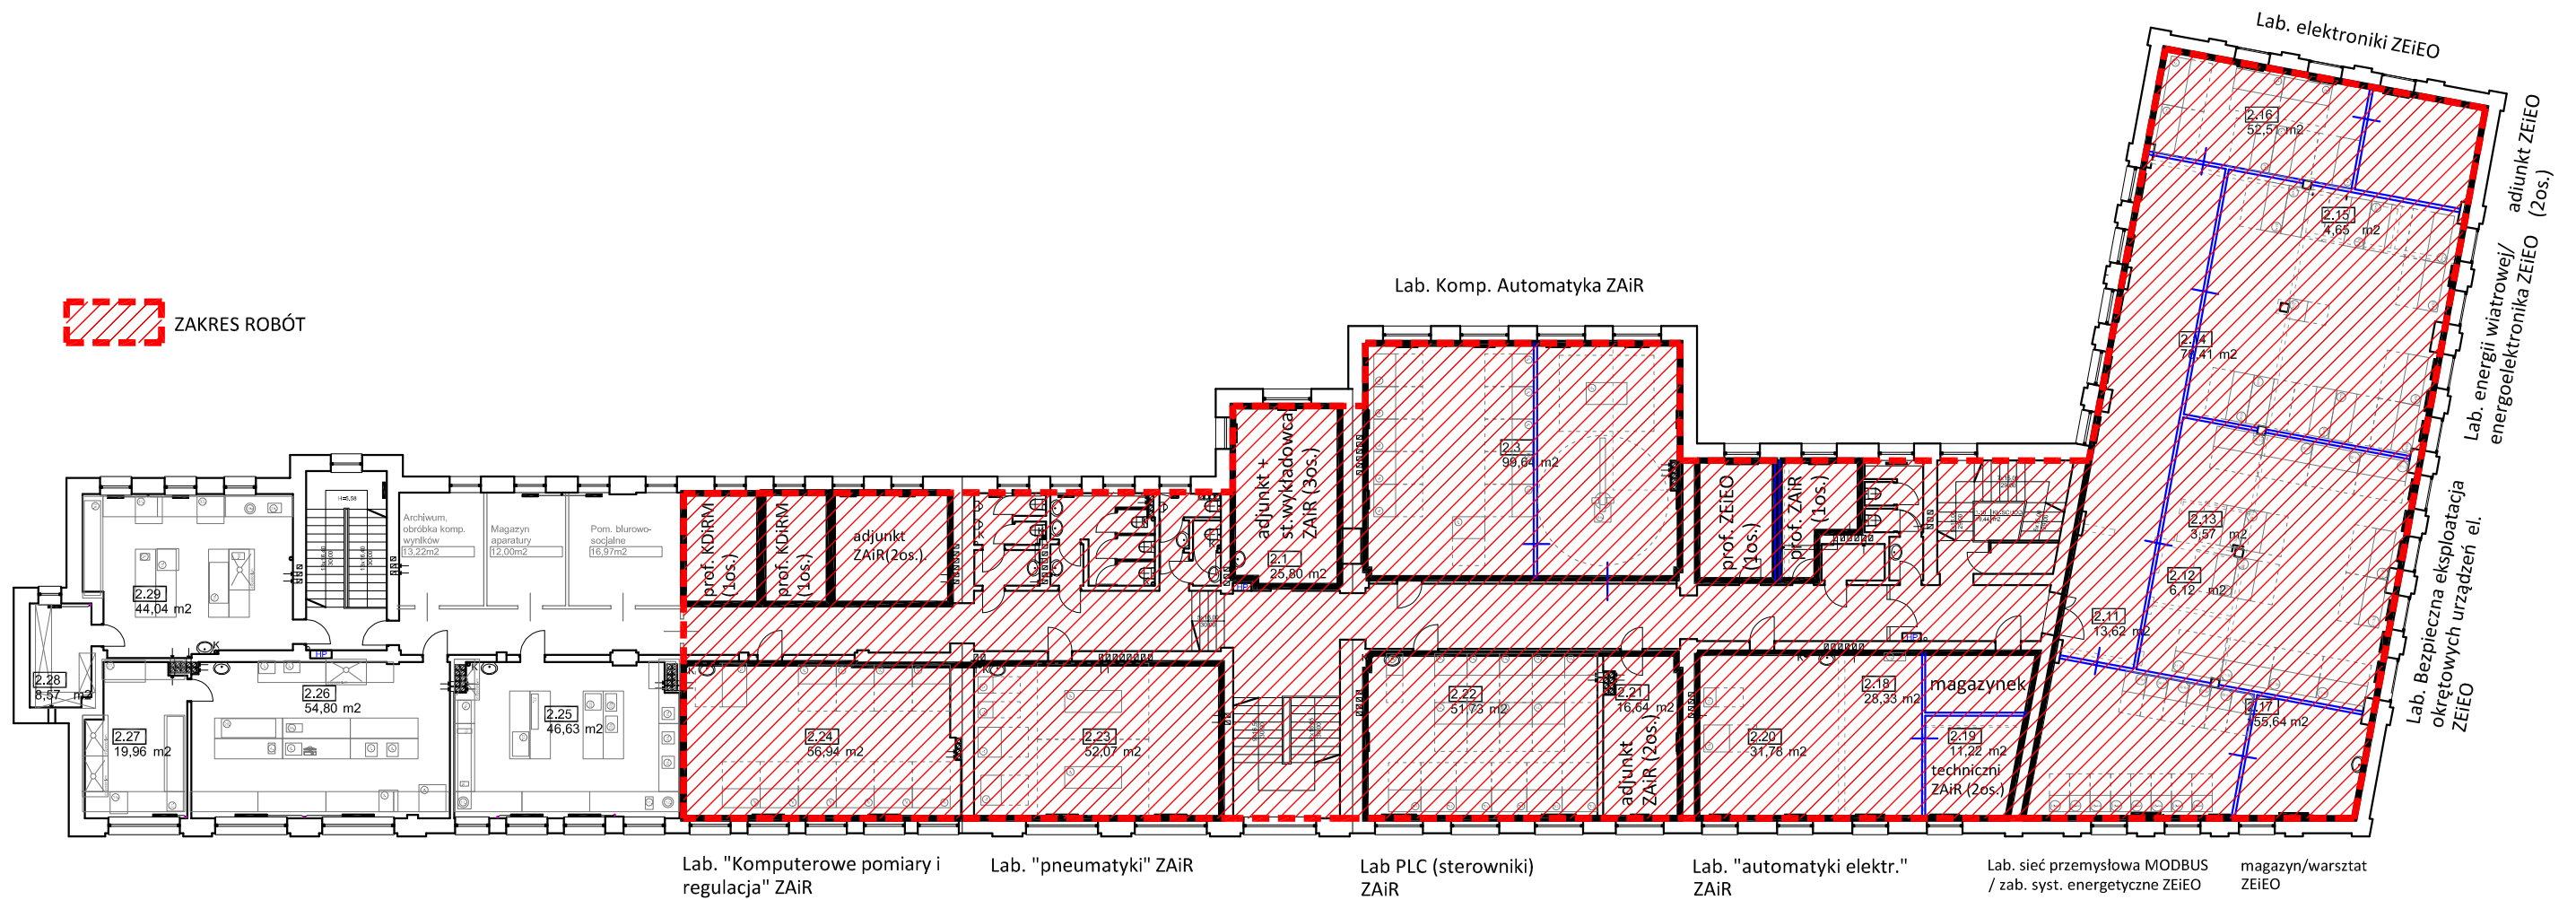 Lab. elektroniki ZEiEO
adiunkt ZEiEO
(2os.)
Lab. energii wiatrowej/
energoelektronika ZEiEO
Lab. Bezpieczna eksploatacja
okrętowych urządzeń el.
ZEiEO
ZAKRES ROBÓT
Lab. Komp. Automatyka ZAiR
2.16
52,51 m2
2.15
4,65 m2
2.14
m2
2.13
3,57 m2
2.12
6,12 m2
2.11
13,62 m2
2.17
55,64 m2
2.3
99,64 m2
adjunkt +
st.wykładowca
ZAiR (3os.)
2.1
25,80 m2
prof. ZEiEO
(1os.)
prof. ZAiR
(1os.)
H=5,58
Archiwum,
obróbka komp.
wyników
13,22m2
Magazyn
aparatury
12,00m2
Pom. biurowo-
socjalne
16,97m2
prof. KDiRM
(1os.)
prof. KDiRM
(1os.)
adjunkt
ZAiR(2os.).
2.29
44,04 m2
K
HP
HP
HP
2.28
8,57 m2
2.27
19,96 m2
2.26
54,80 m2
K
2.25
46,63 m2
K
2.24
56,94 m2
K
2.23
52,07 m2
K
2.22
51,73 m2
2.21
16,64 m2
adjunkt
ZAiR (2os.)
K
2.20
31,78 m2
2.18
28,33 m2
magazynek
2.19
11,22 m2
techniczni
ZAiR (2os.)
Lab. "Komputerowe pomiary i
regulacja" ZAiR
Lab. "pneumatyki" ZAiR
Lab PLC (sterowniki)
ZAiR
Lab. "automatyki elektr."
ZAiR
Lab. sieć przemysłowa MODBUS
/ zab. syst. energetyczne ZEiEO
magazyn/warsztat
ZEiEO